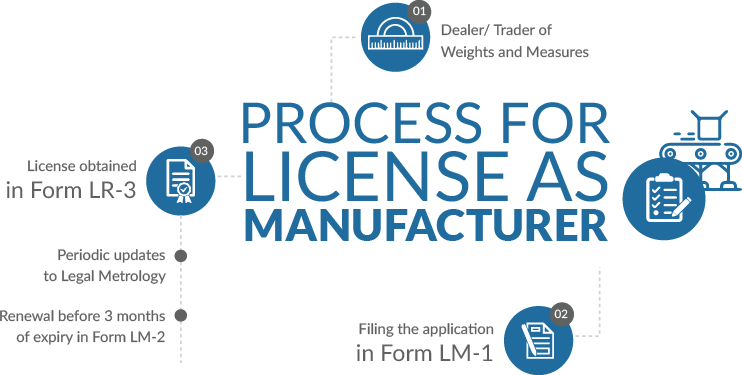 01
Dealer/ Trader of
Weights and Measures
PROCESS FOR
LICENSE AS
MANUFACTURER
03
License obtained
in Form LR-3
Periodic updates
to Legal Metrology
Renewal before 3 months
of expiry in Form LM-2
02
Filing the application
in Form LM-1